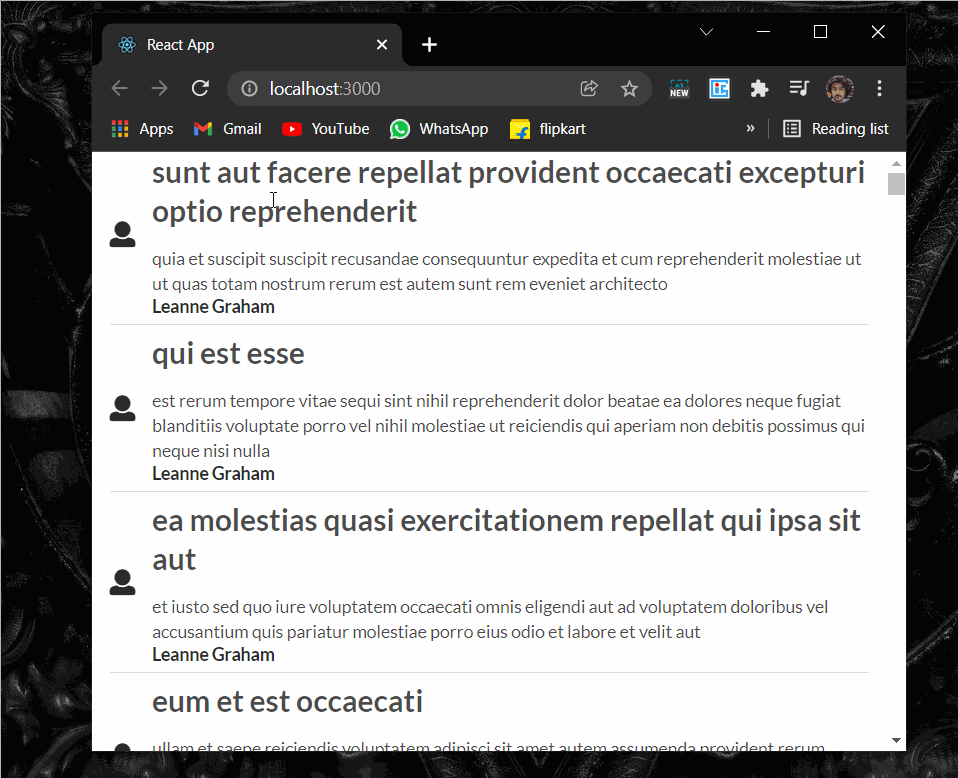 React App
localhost:3000
NEW
Apps Gmail YouTube WhatsApp flipkart » Reading list
sunt aut facere repellat provident occaecati excepturi
optio reprehenderit
quia et suscipit suscipit recusandae consequuntur expedita et cum reprehenderit molestiae ut
ut quas totam nostrum rerum est autem sunt rem eveniet architecto
Leanne Graham
qui est esse
est rerum tempore vitae sequi sint nihil reprehenderit dolor beatae ea dolores neque fugiat
blanditiis voluptate porro vel nihil molestiae ut reiciendis qui aperiam non debitis possimus qui
neque nisi nulla
Leanne Graham
ea molestias quasi exercitationem repellat qui ipsa sit
aut
et iusto sed quo iure voluptatem occaecati omnis eligendi aut ad voluptatem doloribus vel
accusantium quis pariatur molestiae porro eius odio et labore et velit aut
Leanne Graham
eum et est occaecati
ullam et saepe reiciendis voluptatem adipisci sit amet autem assumenda provident rerum